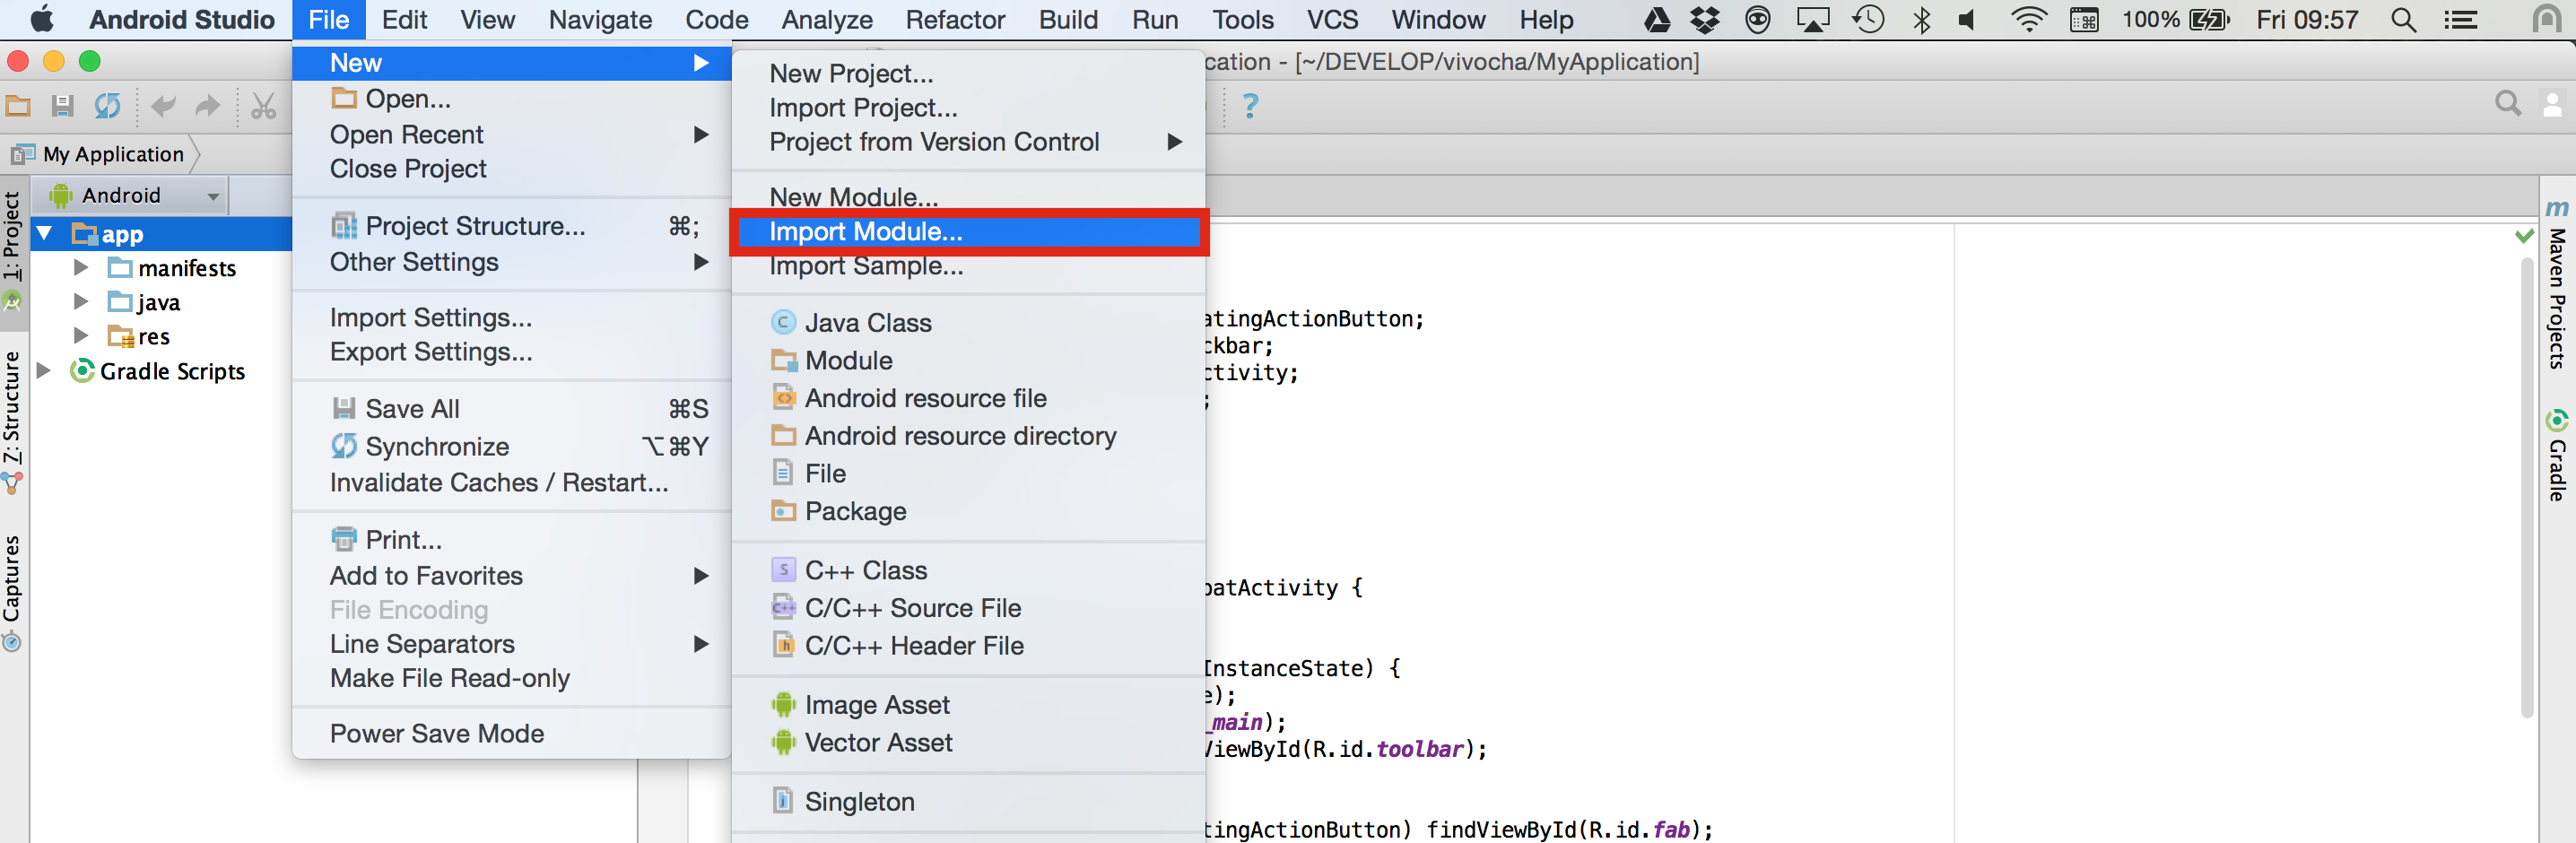 Android Studio File Edit View Navigate Code Analyze Refactor Build Run Tools VCS Window Help 100% Fri 09:57
cation - [~/DEVELOP/vivocha/MyApplication]
?
My Application
Android
app
manifests
java
res
Gradle Scripts
1: Project
Z: Structure
Captures
New
Open...
Open Recent
Close Project
Project Structure... ⌘;
Other Settings
Import Settings...
Export Settings...
Save All ⌘S
Synchronize ⌥⌘Y
Invalidate Caches / Restart...
Print...
Add to Favorites
File Encoding
Line Separators
Make File Read-only
Power Save Mode
New Project...
Import Project...
Project from Version Control
New Module...
Import Module...
Import Sample...
C Java Class
Module
Android resource file
Android resource directory
File
Package
S C++ Class
C++ C/C++ Source File
h C/C++ Header File
Image Asset
Vector Asset
j Singleton
atingActionButton;
ckbar;
ctivity;
;
patActivity {
InstanceState) {
e);
_main);
ViewById(R.id.toolbar);
tingActionButton) findViewById(R.id.fab);
m
Maven Projects
Gradle